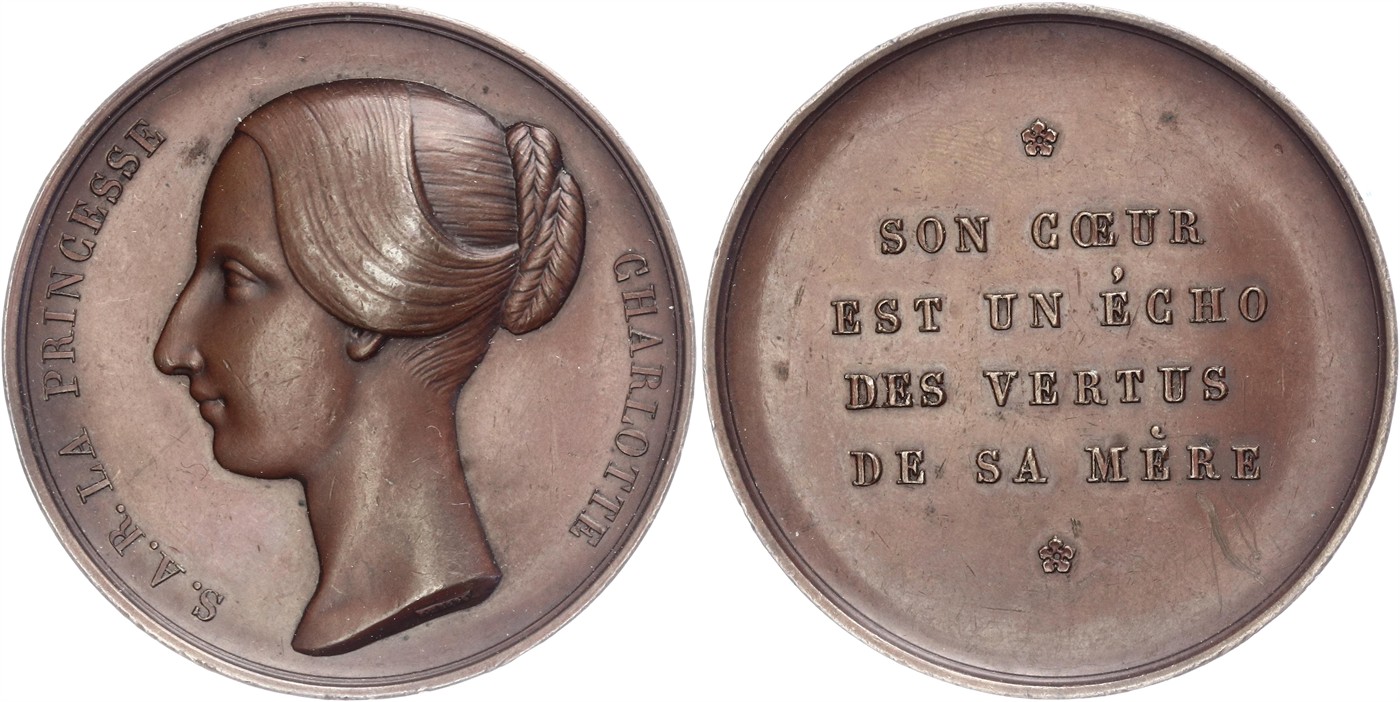 S. A. R. LA PRINCESSE CHARLOTTE
SON CŒUR
EST UN ÉCHO
DES VERTUS
DE SA MÈRE